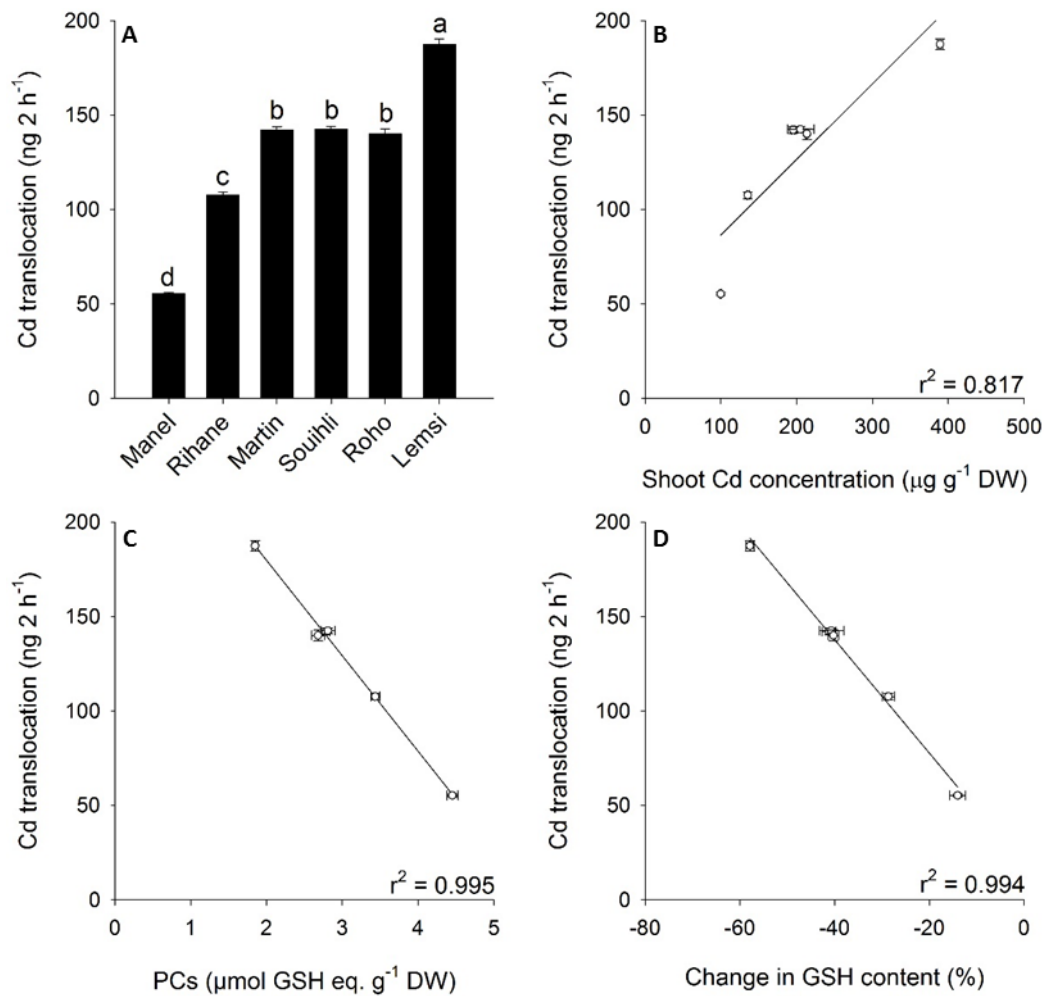 A
Cd translocation (ng 2 h⁻¹)
200
150
100
50
0
d
c
b
b
b
a
Manel
Rihane
Martin
Souihli
Roho
Lemsi
B
Cd translocation (ng 2 h⁻¹)
200
150
100
50
0
r² = 0.817
0 100 200 300 400 500
Shoot Cd concentration (µg g⁻¹ DW)
C
Cd translocation (ng 2 h⁻¹)
200
150
100
50
0
r² = 0.995
0 1 2 3 4 5
PCs (µmol GSH eq. g⁻¹ DW)
D
Cd translocation (ng 2 h⁻¹)
200
150
100
50
0
r² = 0.994
-80 -60 -40 -20 0
Change in GSH content (%)